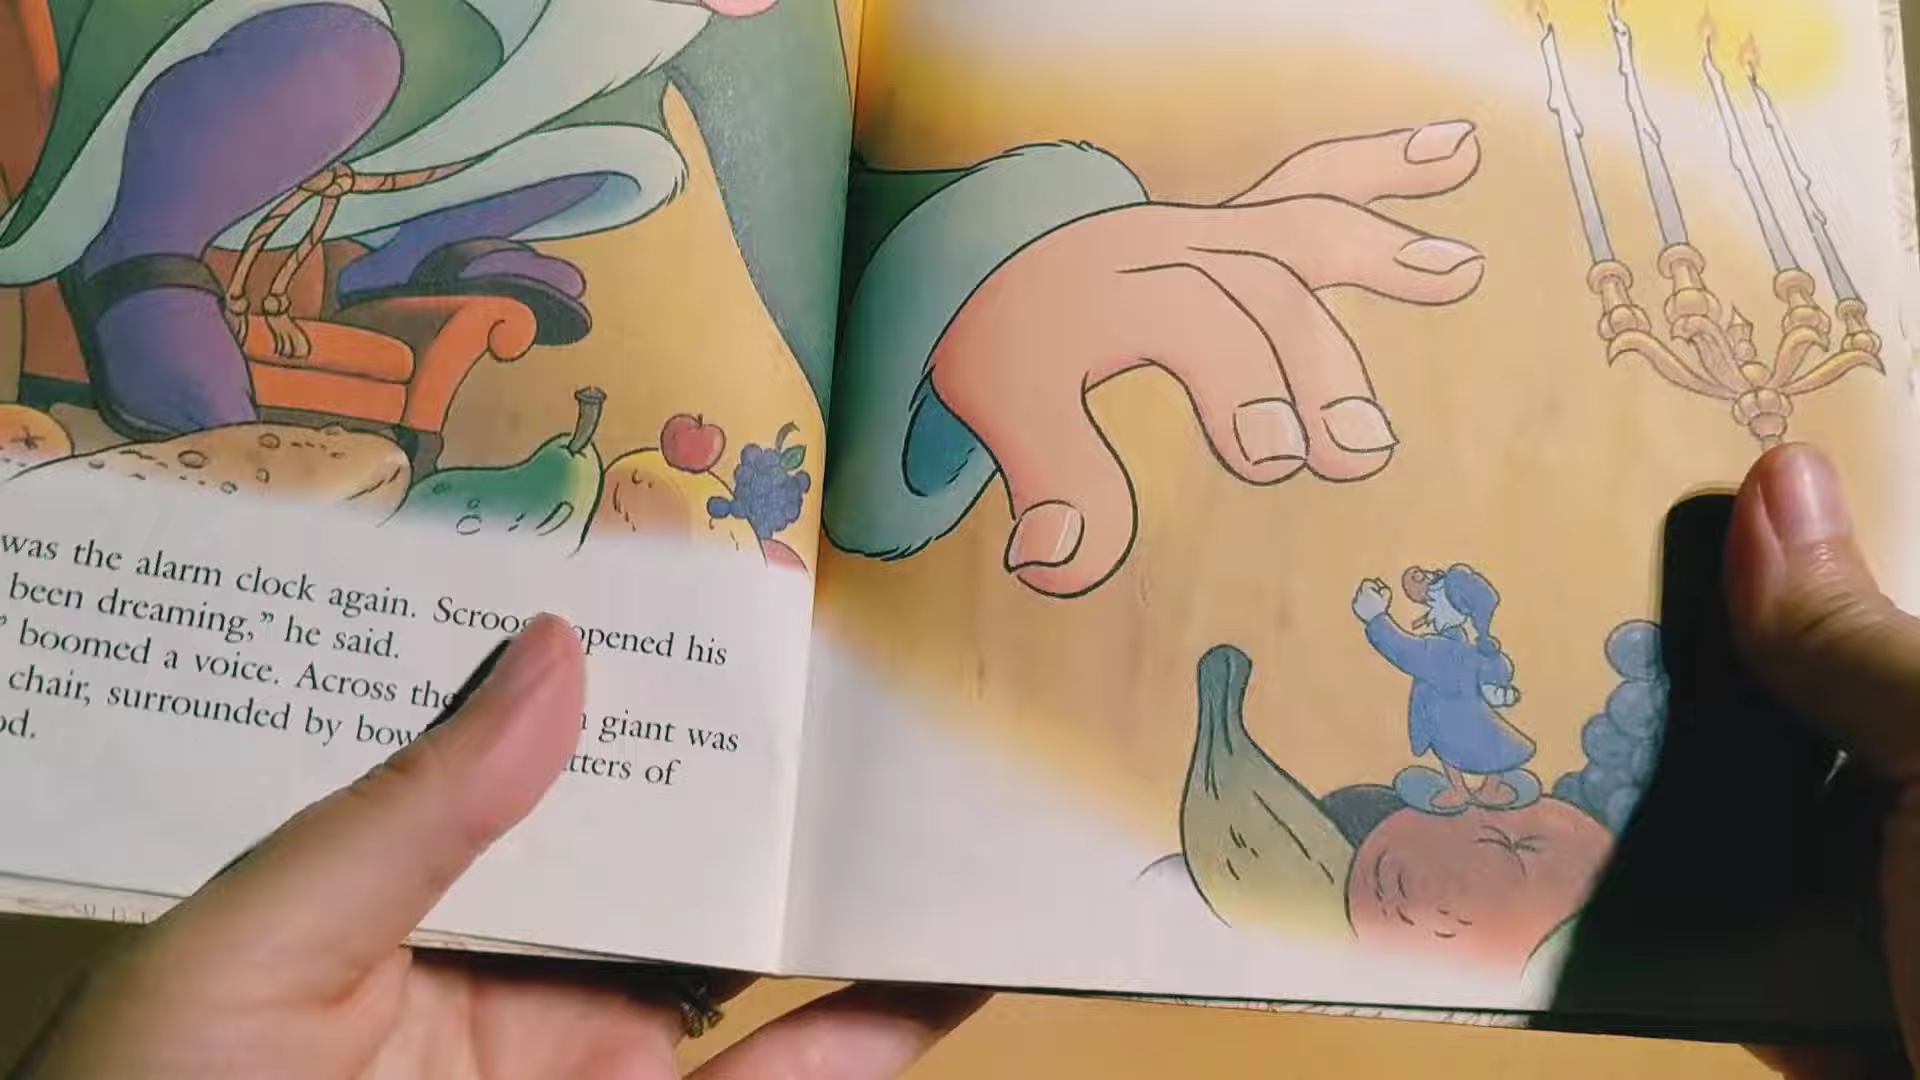 was the alarm clock again. Scroo opened his
been dreaming,” he said.
” boomed a voice. Across the giant was
chair, surrounded by bow tters of
od.